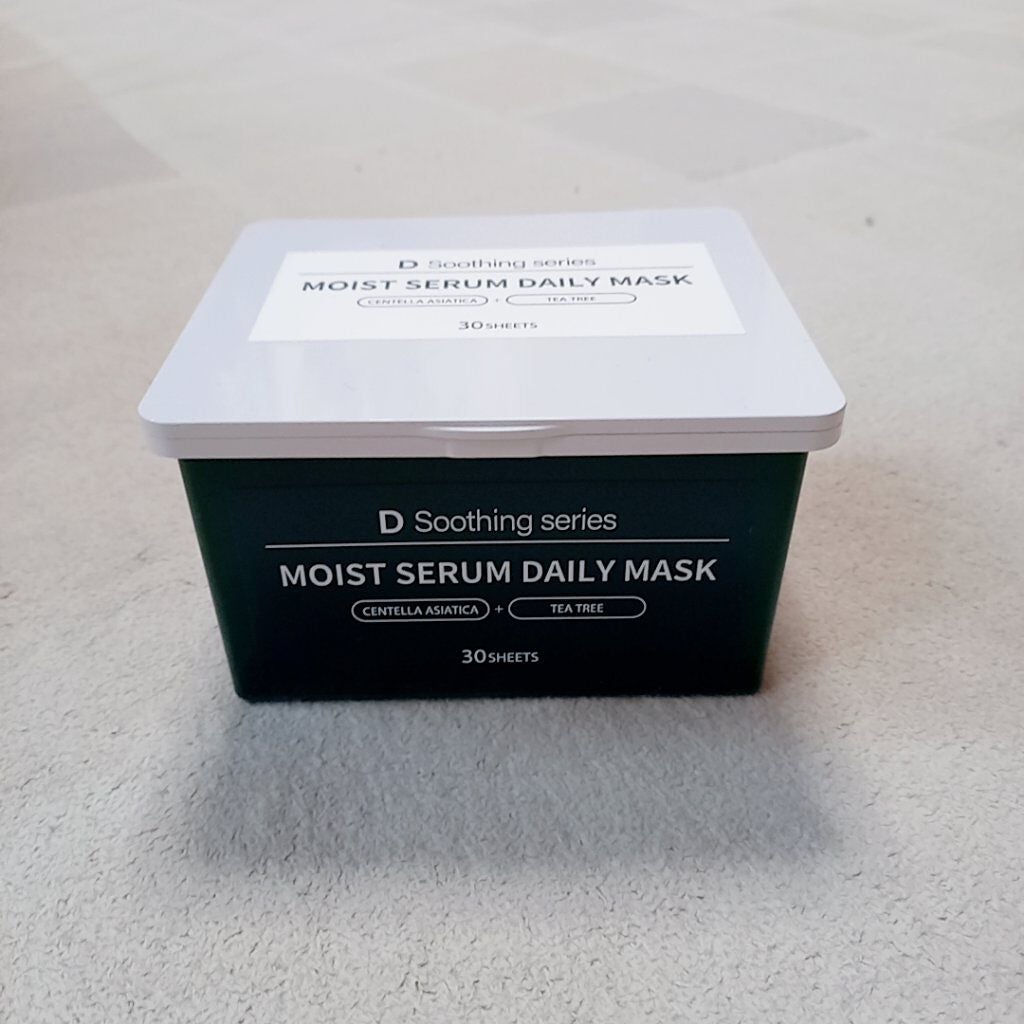 D Soothing series
MOIST SERUM DAILY MASK
CENTELLA ASIATICA + TEA TREE
30 SHEETS
D Soothing series
MOIST SERUM DAILY MASK
CENTELLA ASIATICA + TEA TREE
30 SHEETS